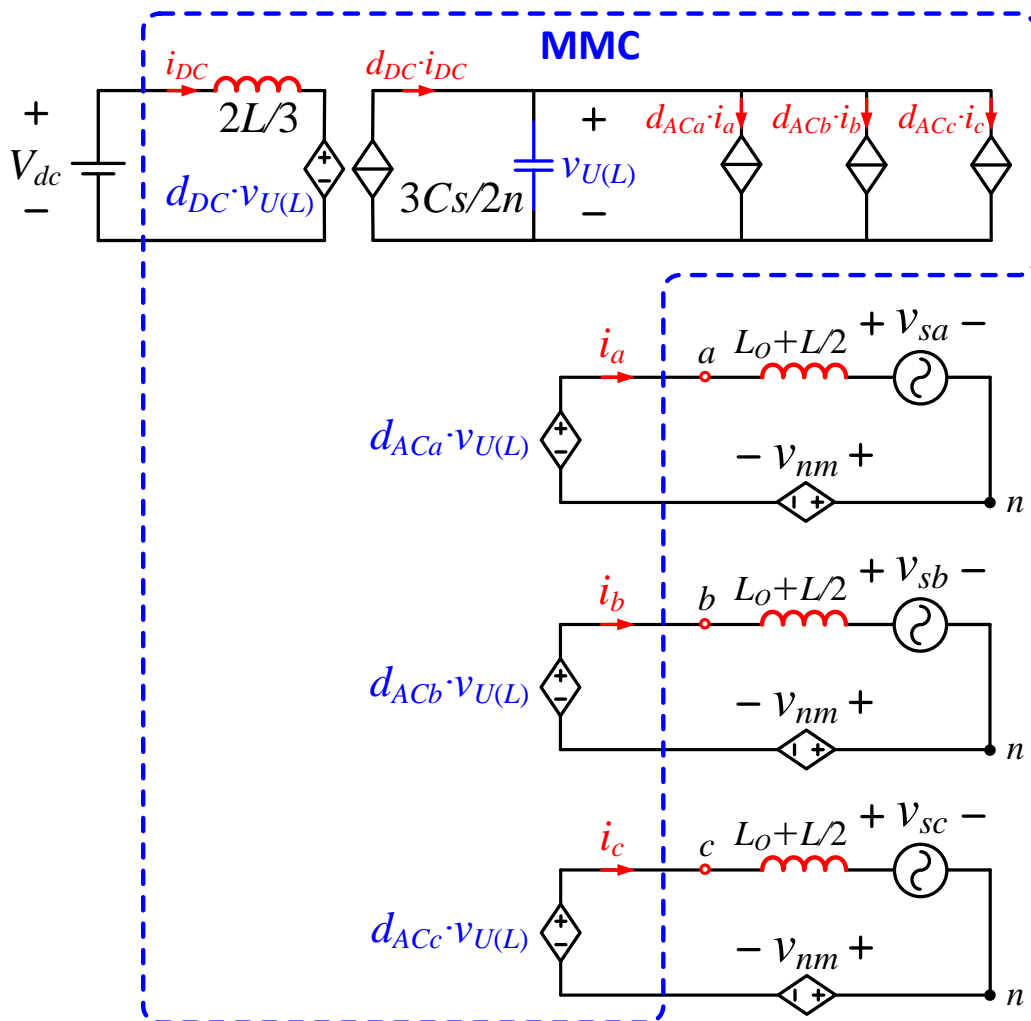 MMC
i_DC
d_DC·i_DC
+
2L/3
+
d_ACa·i_a
d_ACb·i_b
d_ACc·i_c
V_dc
+
−
v_U(L)
−
d_DC·v_U(L)
3Cs/2n
−
i_a
a
L_O+L/2
+ v_sa −
d_ACa·v_U(L)
+
−
− v_nm +
n
i_b
b
L_O+L/2
+ v_sb −
d_ACb·v_U(L)
+
−
− v_nm +
n
i_c
c
L_O+L/2
+ v_sc −
d_ACc·v_U(L)
+
−
− v_nm +
n